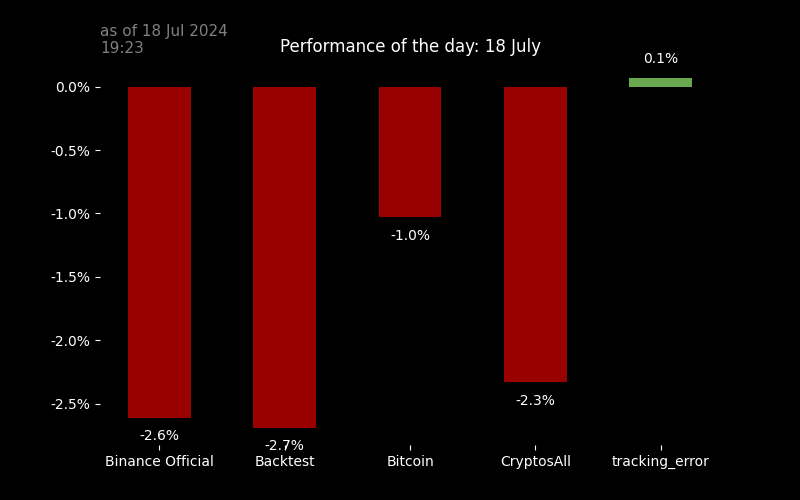 as of 18 Jul 2024
19:23
Performance of the day: 18 July
0.1%
0.0%
-0.5%
-1.0%
-1.5%
-2.0%
-2.5%
-1.0%
-2.3%
-2.6%
-2.7%
Binance Official
Backtest
Bitcoin
CryptosAll
tracking_error